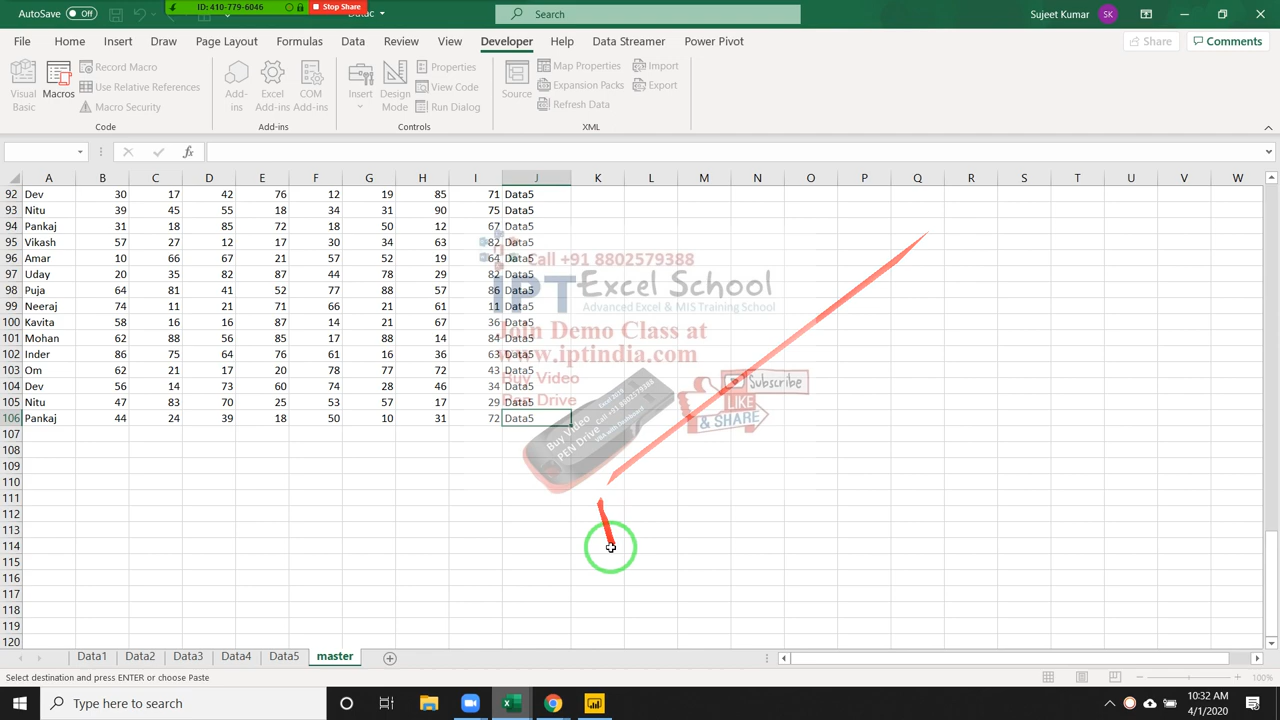 AutoSave Off
ID: 410-779-6046 Stop Share
Search
Sujeet Kumar SK
File Home Insert Draw Page Layout Formulas Data Review View Developer Help Data Streamer Power Pivot Share Comments
Visual Basic
Macros
Record Macro
Use Relative References
Macro Security
Code
Add-ins
Excel Add-ins
COM Add-ins
Add-ins
Insert
Design Mode
Properties
View Code
Run Dialog
Controls
Source
Map Properties
Expansion Packs
Refresh Data
Import
Export
XML
fx
A B C D E F G H I J K L M N O P Q R S T U V W
92 Dev 30 17 42 76 12 19 85 71 Data5
93 Nitu 39 45 55 18 34 31 90 75 Data5
94 Pankaj 31 18 85 72 18 50 12 67 Data5
95 Vikash 57 27 12 17 30 34 63 82 Data5
96 Amar 10 66 67 21 57 52 19 64 Data5
97 Uday 20 35 82 87 44 78 29 82 Data5
98 Puja 64 81 41 52 77 88 57 86 Data5
99 Neeraj 74 11 21 71 66 21 61 11 Data5
100 Kavita 58 16 16 87 14 21 67 36 Data5
101 Mohan 62 88 56 85 17 88 14 84 Data5
102 Inder 86 75 64 76 61 16 36 63 Data5
103 Om 62 21 17 20 78 77 72 43 Data5
104 Dev 56 14 73 60 74 28 46 34 Data5
105 Nitu 47 83 70 25 53 57 17 29 Data5
106 Pankaj 44 24 39 18 50 10 31 72 Data5
107
108
109
110
111
112
113
114
115
116
117
118
119
120
Call +91 8802579388
IPT Excel School
Advanced Excel & MIS Training School
Join Demo Class at
www.iptindia.com
Buy Video
Pen Drive
Buy Video
PEN Drive
Excel 2019
Call +91 8802579388
VBA with Dashboard
Subscribe
LIKE
& SHARE
Data1 Data2 Data3 Data4 Data5 master
Select destination and press ENTER or choose Paste
100%
Type here to search
10:32 AM
4/1/2020